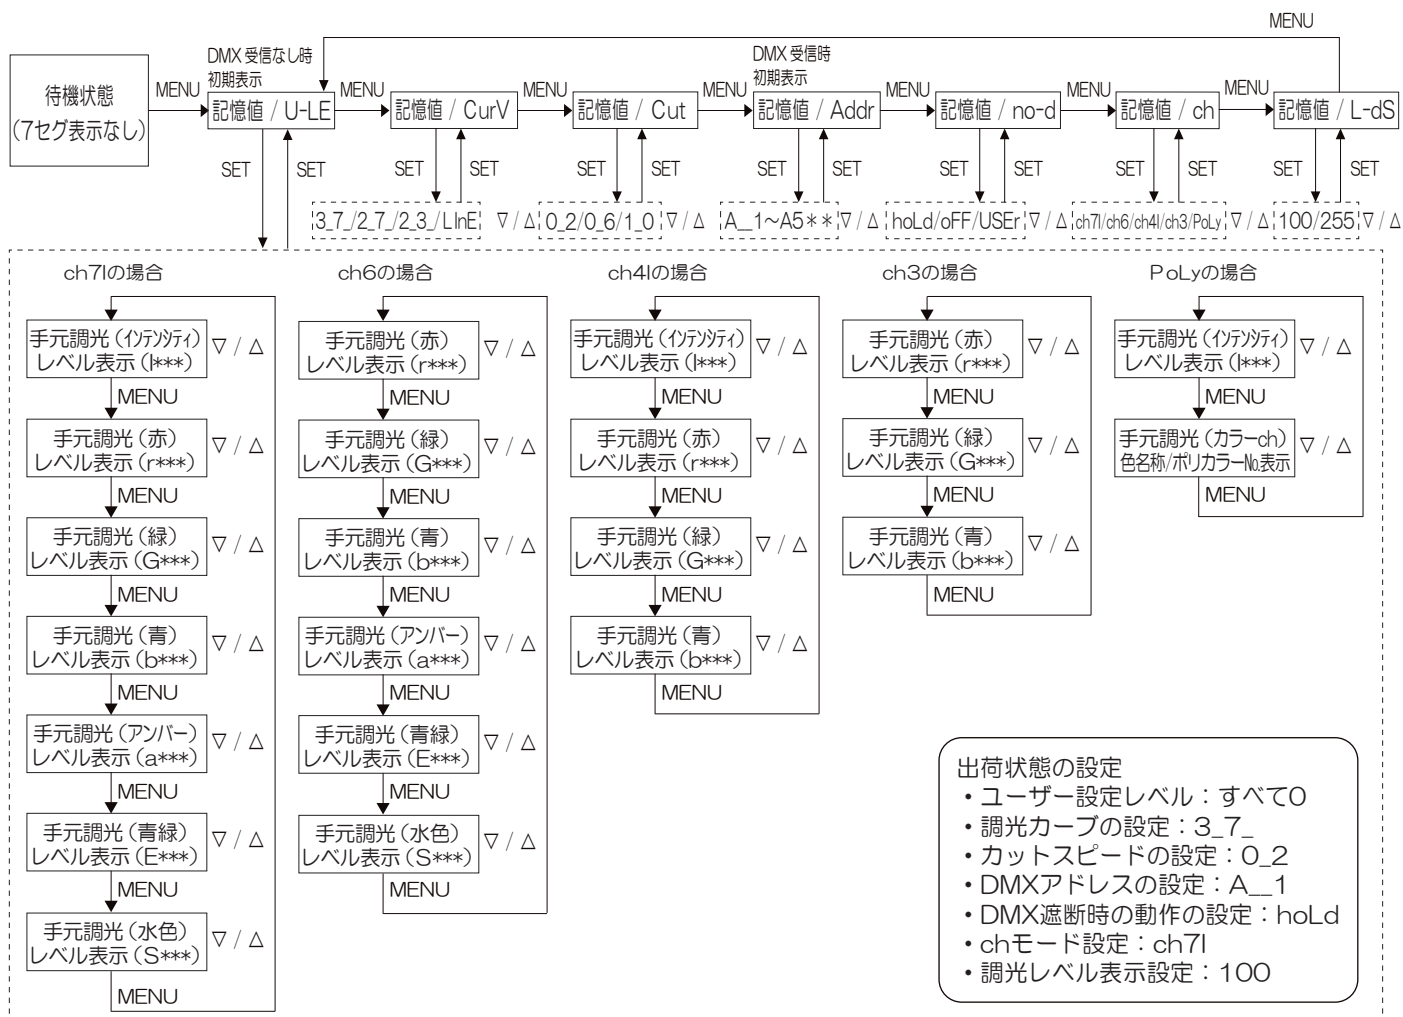 MENU
DMX 受信なし時
初期表示
DMX 受信時
初期表示
待機状態
(7セグ表示なし)
MENU
記憶値 / U-LE
MENU
記憶値 / CurV
MENU
記憶値 / Cut
MENU
記憶値 / Addr
MENU
記憶値 / no-d
MENU
記憶値 / ch
MENU
記憶値 / L-dS
SET SET SET SET SET SET SET SET SET SET SET SET SET SET
3_7_/2_7_/2_3_/LInE ▽ / △
0_2/0_6/1_0 ▽ / △
A__1~A5** ▽ / △
hoLd/oFF/USEr ▽ / △
ch7I/ch6/ch4I/ch3/PoLy ▽ / △
100/255 ▽ / △
ch7Iの場合
手元調光(インテンシティ)
レベル表示(I***)
▽ / △
MENU
手元調光(赤)
レベル表示(r***)
▽ / △
MENU
手元調光(緑)
レベル表示(G***)
▽ / △
MENU
手元調光(青)
レベル表示(b***)
▽ / △
MENU
手元調光(アンバー)
レベル表示(a***)
▽ / △
MENU
手元調光(青緑)
レベル表示(E***)
▽ / △
MENU
手元調光(水色)
レベル表示(S***)
▽ / △
MENU
ch6の場合
手元調光(赤)
レベル表示(r***)
▽ / △
MENU
手元調光(緑)
レベル表示(G***)
▽ / △
MENU
手元調光(青)
レベル表示(b***)
▽ / △
MENU
手元調光(アンバー)
レベル表示(a***)
▽ / △
MENU
手元調光(青緑)
レベル表示(E***)
▽ / △
MENU
手元調光(水色)
レベル表示(S***)
▽ / △
MENU
ch4Iの場合
手元調光(インテンシティ)
レベル表示(I***)
▽ / △
MENU
手元調光(赤)
レベル表示(r***)
▽ / △
MENU
手元調光(緑)
レベル表示(G***)
▽ / △
MENU
手元調光(青)
レベル表示(b***)
▽ / △
MENU
ch3の場合
手元調光(赤)
レベル表示(r***)
▽ / △
MENU
手元調光(緑)
レベル表示(G***)
▽ / △
MENU
手元調光(青)
レベル表示(b***)
▽ / △
MENU
PoLyの場合
手元調光(インテンシティ)
レベル表示(I***)
▽ / △
MENU
手元調光(カラーch)
色名称/ポリカラーNo.表示
▽ / △
MENU
出荷状態の設定
・ユーザー設定レベル：すべて0
・調光カーブの設定：3_7_
・カットスピードの設定：0_2
・DMXアドレスの設定：A__1
・DMX遮断時の動作の設定：hoLd
・chモード設定：ch7I
・調光レベル表示設定：100